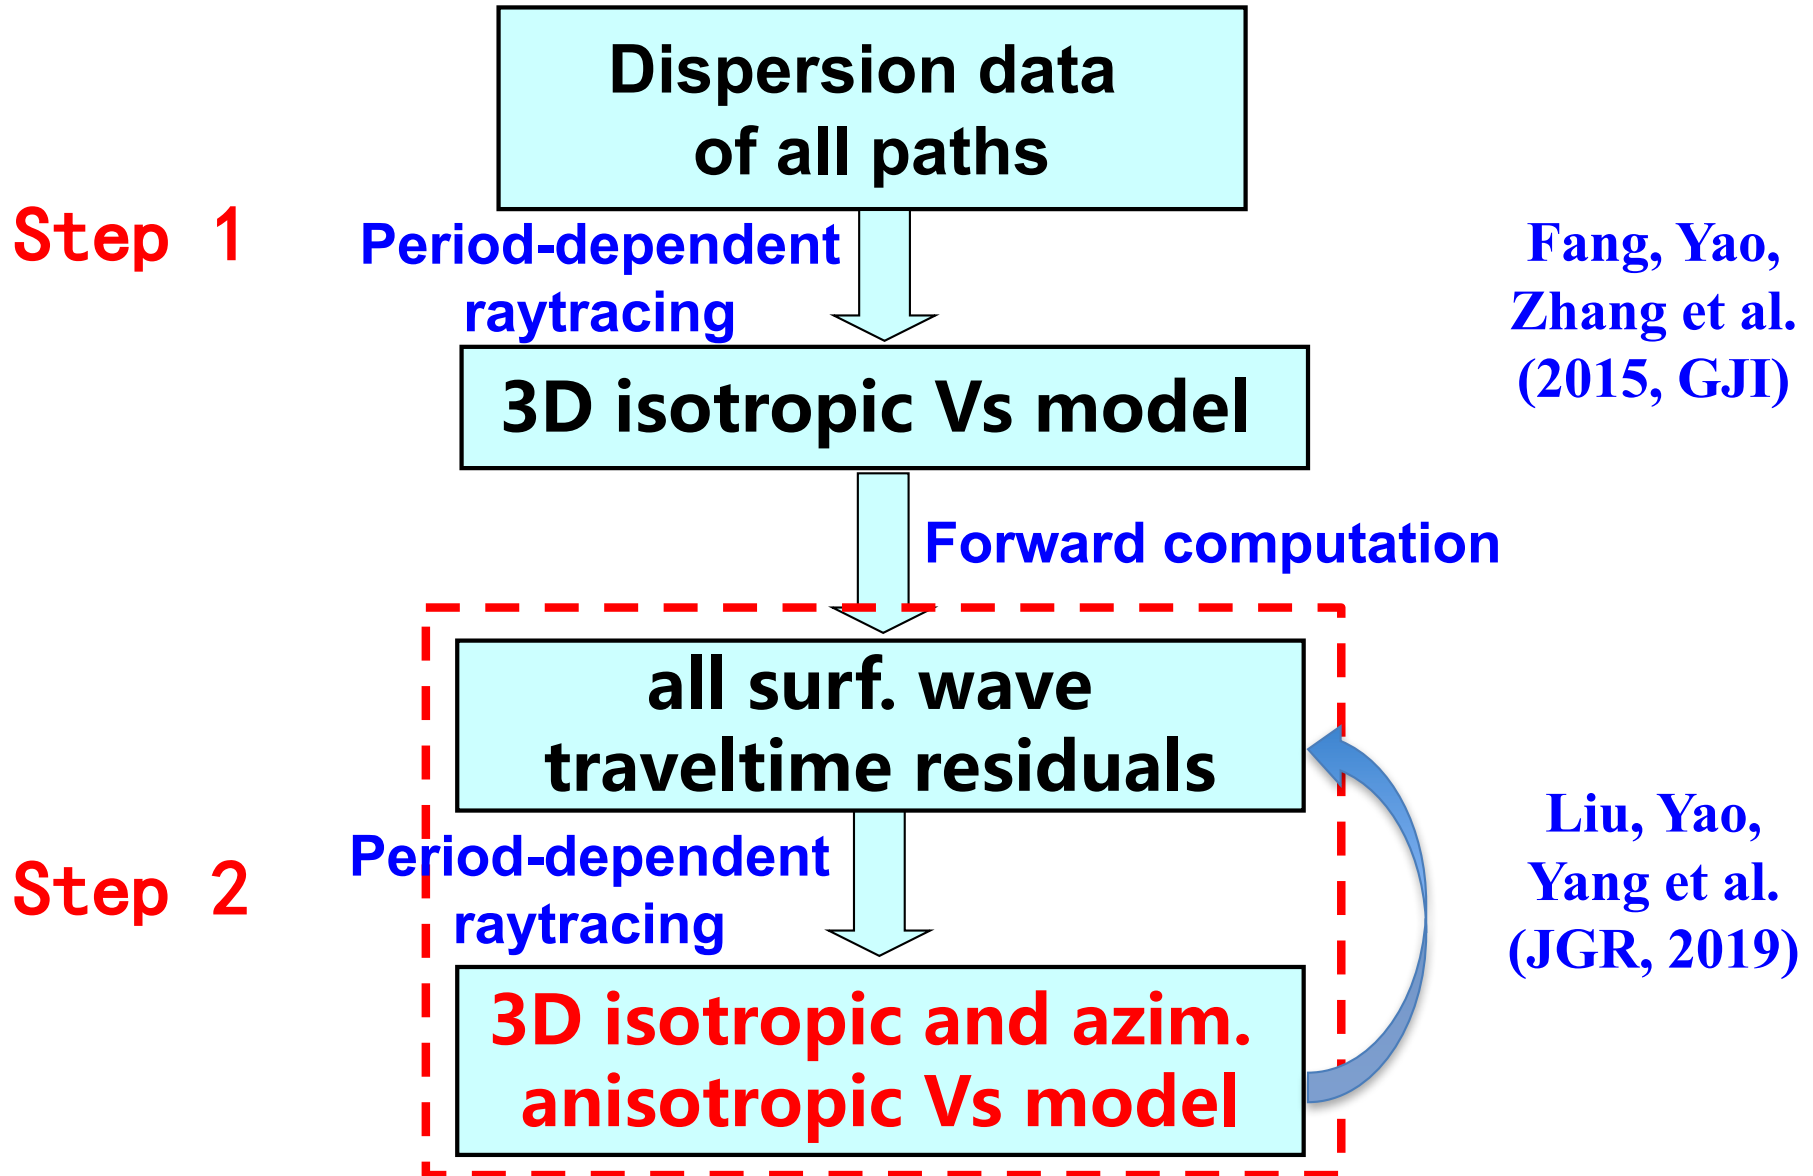 Dispersion data
of all paths
Step 1
Period-dependent
raytracing
Fang, Yao,
Zhang et al.
(2015, GJI)
3D isotropic Vs model
Forward computation
all surf. wave
traveltime residuals
Step 2
Period-dependent
raytracing
Liu, Yao,
Yang et al.
(JGR, 2019)
3D isotropic and azim.
anisotropic Vs model